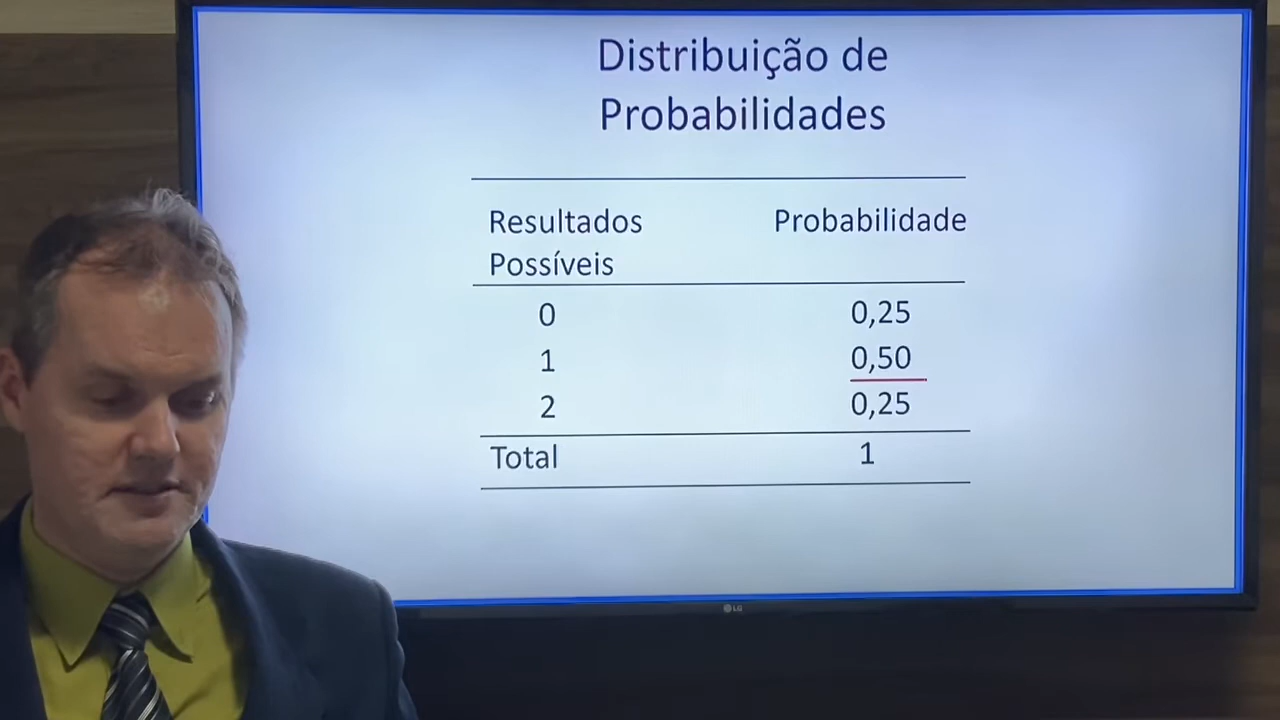 Distribuição de
Probabilidades
Resultados Possíveis Probabilidade
0 0,25
1 0,50
2 0,25
Total 1
LG